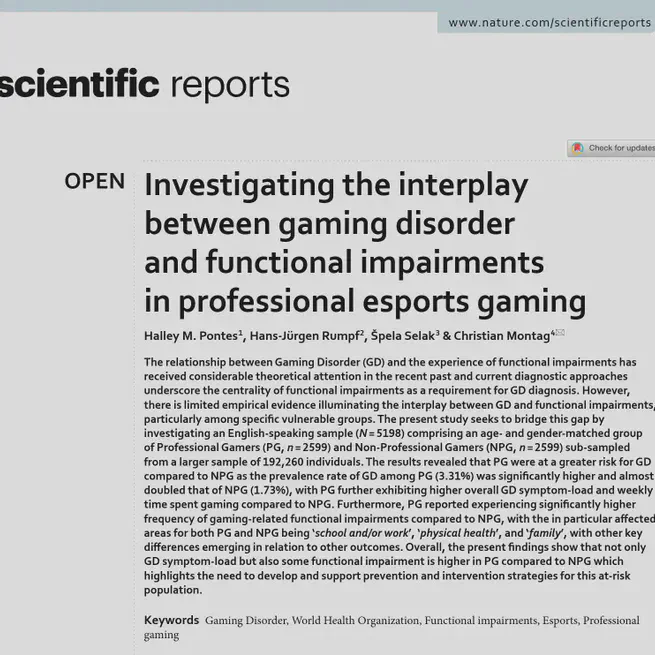 www.nature.com/scientificreports
scientific reports
Check for updates
OPEN
Investigating the interplay
between gaming disorder
and functional impairments
in professional esports gaming
Halley M. Pontes1, Hans-Jürgen Rumpf2, Špela Selak3 & Christian Montag4✉
The relationship between Gaming Disorder (GD) and the experience of functional impairments has
received considerable theoretical attention in the recent past and current diagnostic approaches
underscore the centrality of functional impairments as a requirement for GD diagnosis. However,
there is limited empirical evidence illuminating the interplay between GD and functional impairments,
particularly among specific vulnerable groups. The present study seeks to bridge this gap by
investigating an English-speaking sample (N = 5198) comprising an age- and gender-matched group
of Professional Gamers (PG, n = 2599) and Non-Professional Gamers (NPG, n = 2599) sub-sampled
from a larger sample of 192,260 individuals. The results revealed that PG were at a greater risk for GD
compared to NPG as the prevalence rate of GD among PG (3.31%) was significantly higher and almost
doubled that of NPG (1.73%), with PG further exhibiting higher overall GD symptom-load and weekly
time spent gaming compared to NPG. Furthermore, PG reported experiencing significantly higher
frequency of gaming-related functional impairments compared to NPG, with the in particular affected
areas for both PG and NPG being 'school and/or work', 'physical health', and 'family', with other key
differences emerging in relation to other outcomes. Overall, the present findings show that not only
GD symptom-load but also some functional impairment is higher in PG compared to NPG which
highlights the need to develop and support prevention and intervention strategies for this at-risk
population.
Keywords Gaming Disorder, World Health Organization, Functional impairments, Esports, Professional
gaming